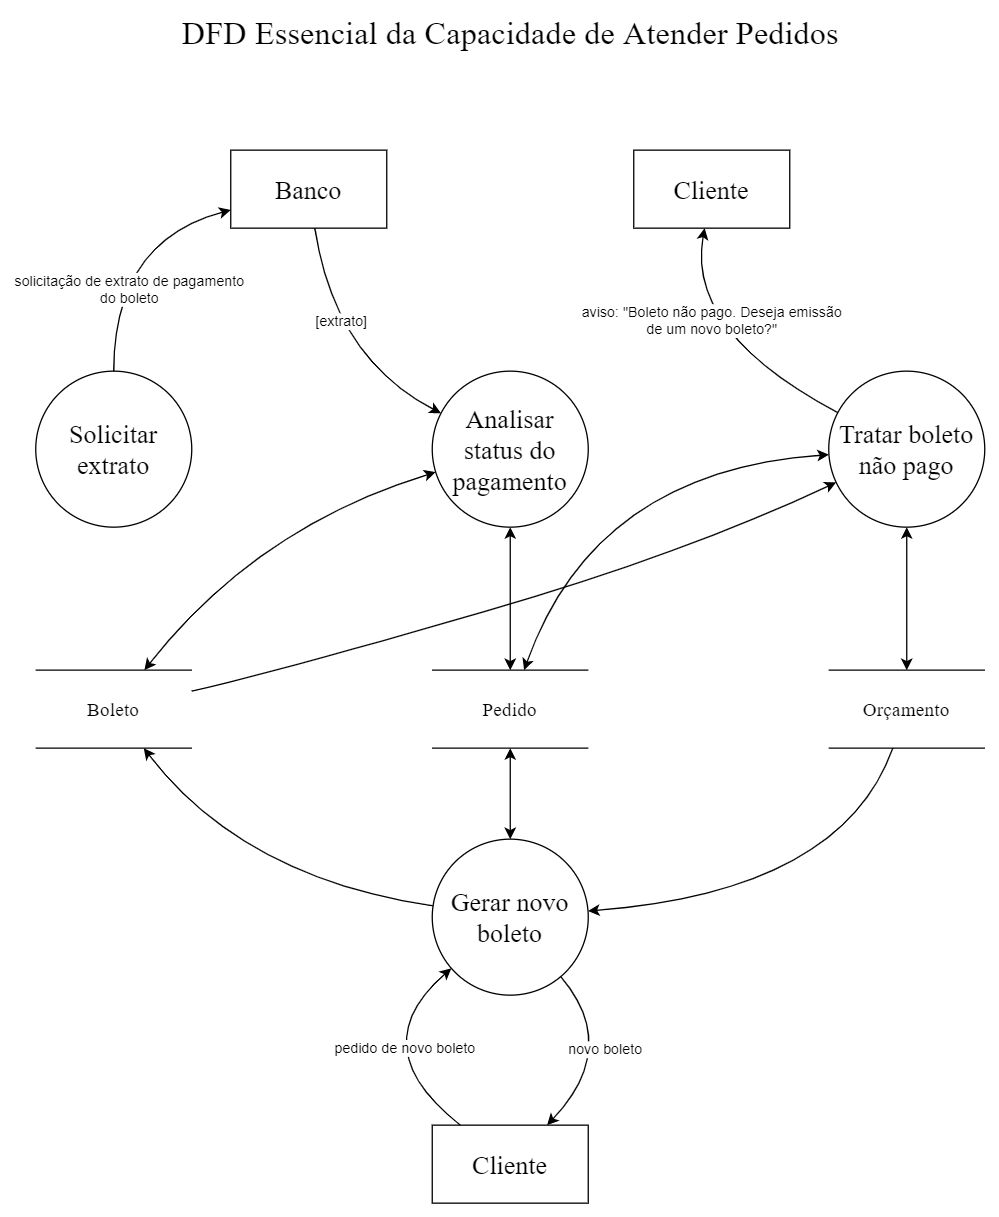 DFD Essencial da Capacidade de Atender Pedidos
Banco
Cliente
solicitação de extrato de pagamento
do boleto
[extrato]
aviso: "Boleto não pago. Deseja emissão
de um novo boleto?"
Solicitar
extrato
Analisar
status do
pagamento
Tratar boleto
não pago
Boleto
Pedido
Orçamento
Gerar novo
boleto
pedido de novo boleto
novo boleto
Cliente